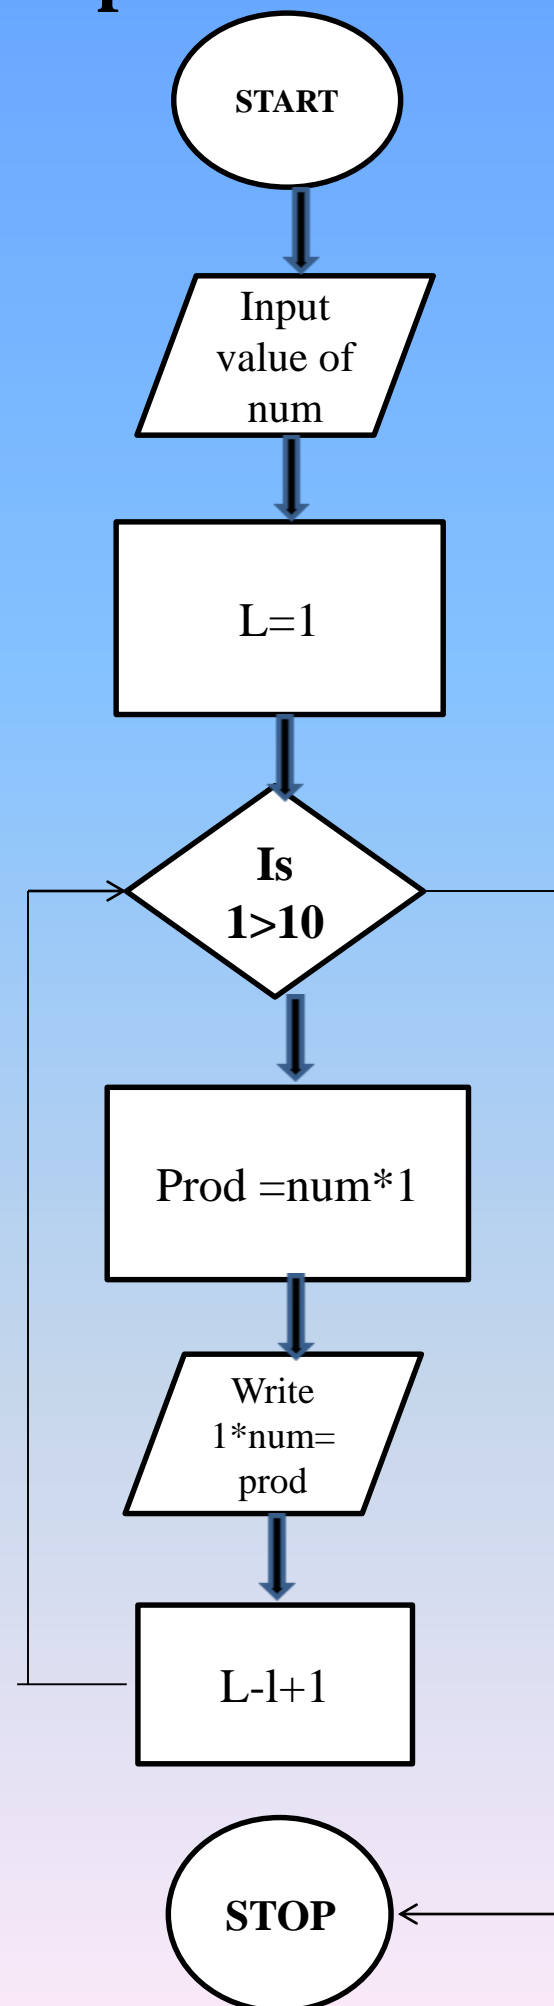 START
Input
value of
num
L=1
Is
1>10
Prod =num*1
Write
1*num=
prod
L-l+1
STOP